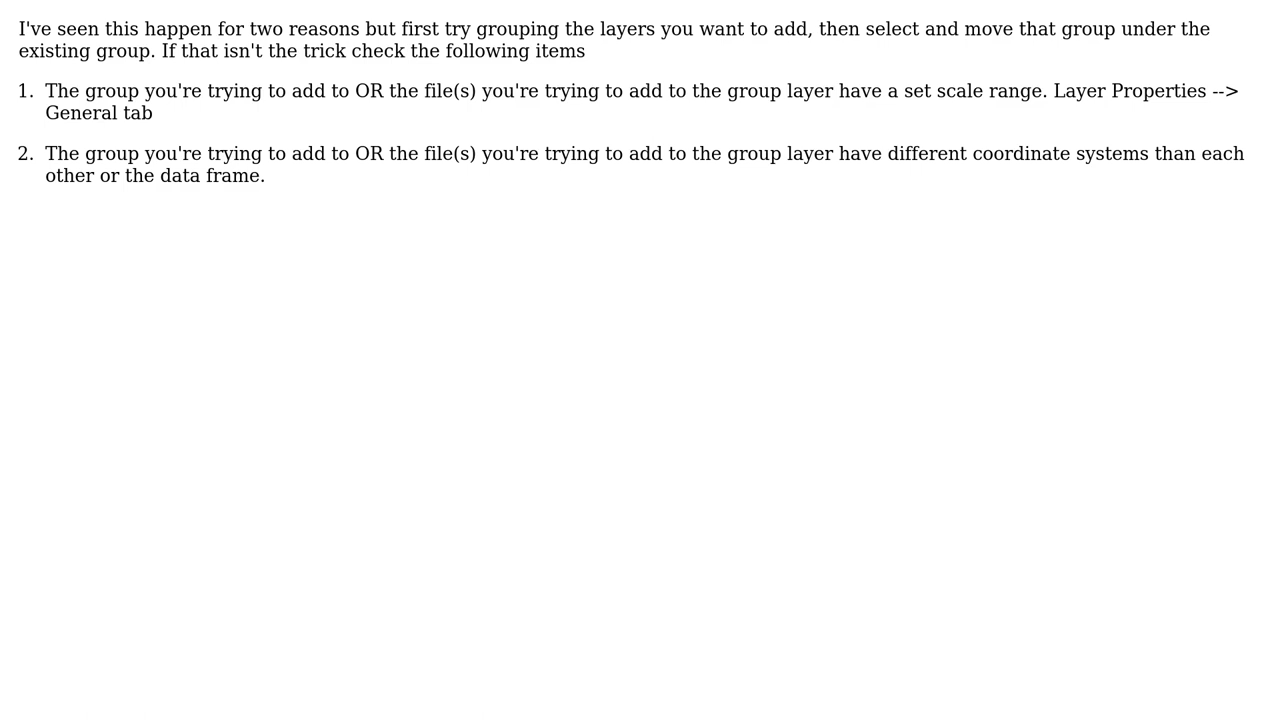 I've seen this happen for two reasons but first try grouping the layers you want to add, then select and move that group under the
existing group. If that isn't the trick check the following items
1. The group you're trying to add to OR the file(s) you're trying to add to the group layer have a set scale range. Layer Properties -->
General tab
2. The group you're trying to add to OR the file(s) you're trying to add to the group layer have different coordinate systems than each
other or the data frame.